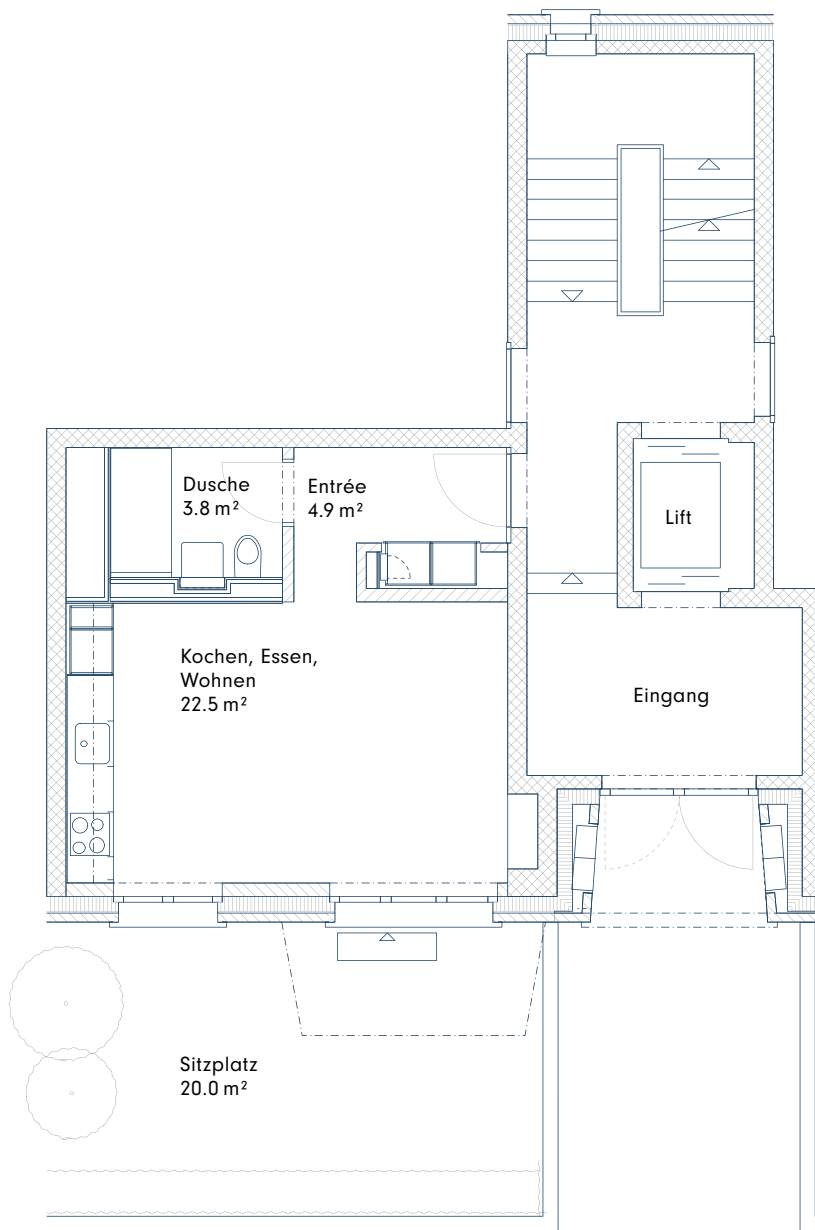 Dusche
3.8 m²
Entrée
4.9 m²
Lift
Kochen, Essen,
Wohnen
22.5 m²
Eingang
Sitzplatz
20.0 m²